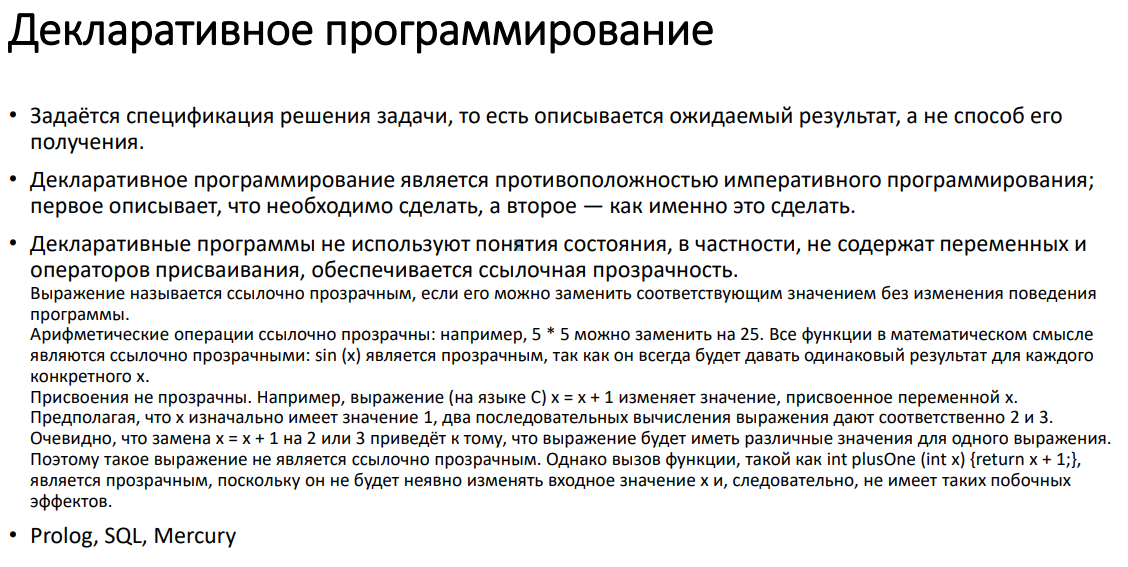 Декларативное программирование
• Задаётся спецификация решения задачи, то есть описывается ожидаемый результат, а не способ его
получения.
• Декларативное программирование является противоположностью императивного программирования;
первое описывает, что необходимо сделать, а второе — как именно это сделать.
• Декларативные программы не используют понятия состояния, в частности, не содержат переменных и
операторов присваивания, обеспечивается ссылочная прозрачность.
Выражение называется ссылочно прозрачным, если его можно заменить соответствующим значением без изменения поведения
программы.
Арифметические операции ссылочно прозрачны: например, 5 * 5 можно заменить на 25. Все функции в математическом смысле
являются ссылочно прозрачными: sin (x) является прозрачным, так как он всегда будет давать одинаковый результат для каждого
конкретного x.
Присвоения не прозрачны. Например, выражение (на языке C) x = x + 1 изменяет значение, присвоенное переменной x.
Предполагая, что x изначально имеет значение 1, два последовательных вычисления выражения дают соответственно 2 и 3.
Очевидно, что замена x = x + 1 на 2 или 3 приведёт к тому, что выражение будет иметь различные значения для одного выражения.
Поэтому такое выражение не является ссылочно прозрачным. Однако вызов функции, такой как int plusOne (int x) {return x + 1;},
является прозрачным, поскольку он не будет неявно изменять входное значение x и, следовательно, не имеет таких побочных
эффектов.
• Prolog, SQL, Mercury